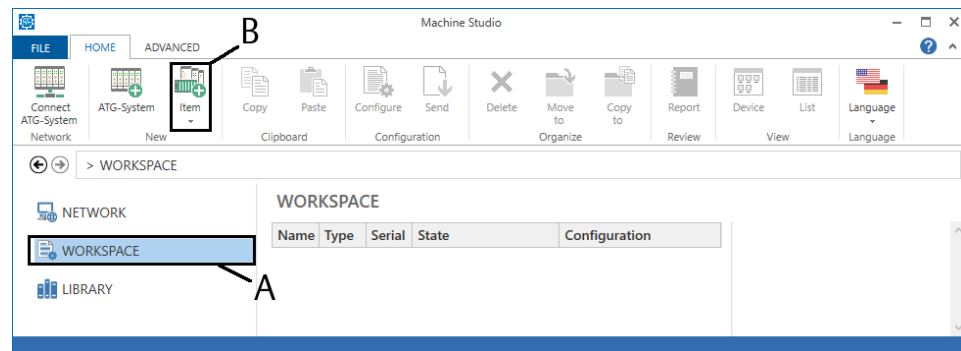 Machine Studio
B
FILE HOME ADVANCED
Connect ATG-System Item Copy Paste Configure Send Delete Move Copy Report Device List Language
ATG-System to to
Network New Clipboard Configuration Organize Review View Language
> WORKSPACE
NETWORK
WORKSPACE
LIBRARY
A
WORKSPACE
Name Type Serial State Configuration